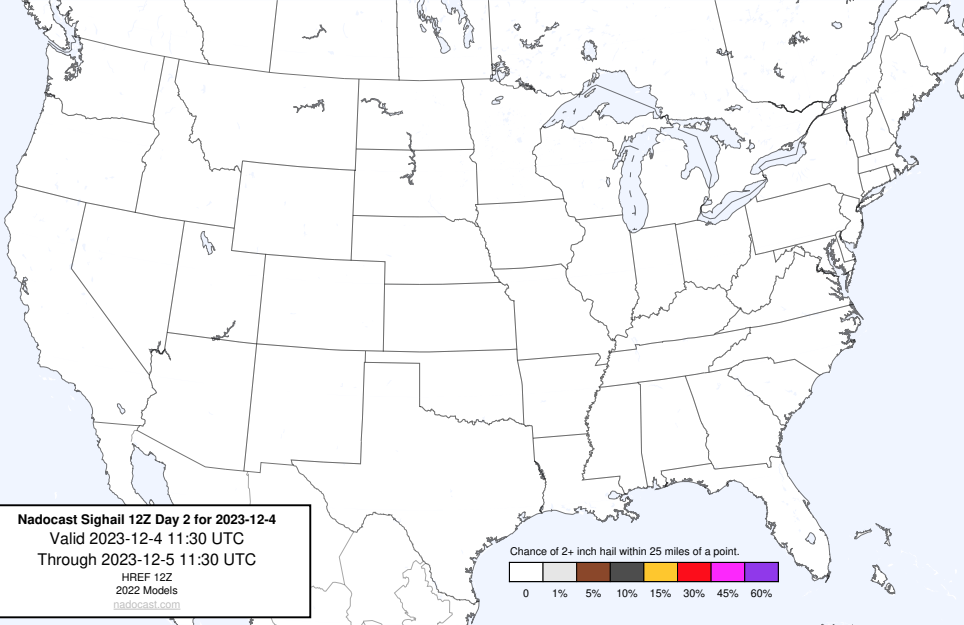 Nadocast Sighail 12Z Day 2 for 2023-12-4
Valid 2023-12-4 11:30 UTC
Through 2023-12-5 11:30 UTC
HREF 12Z
2022 Models
nadocast.com
Chance of 2+ inch hail within 25 miles of a point.
0 1% 5% 10% 15% 30% 45% 60%